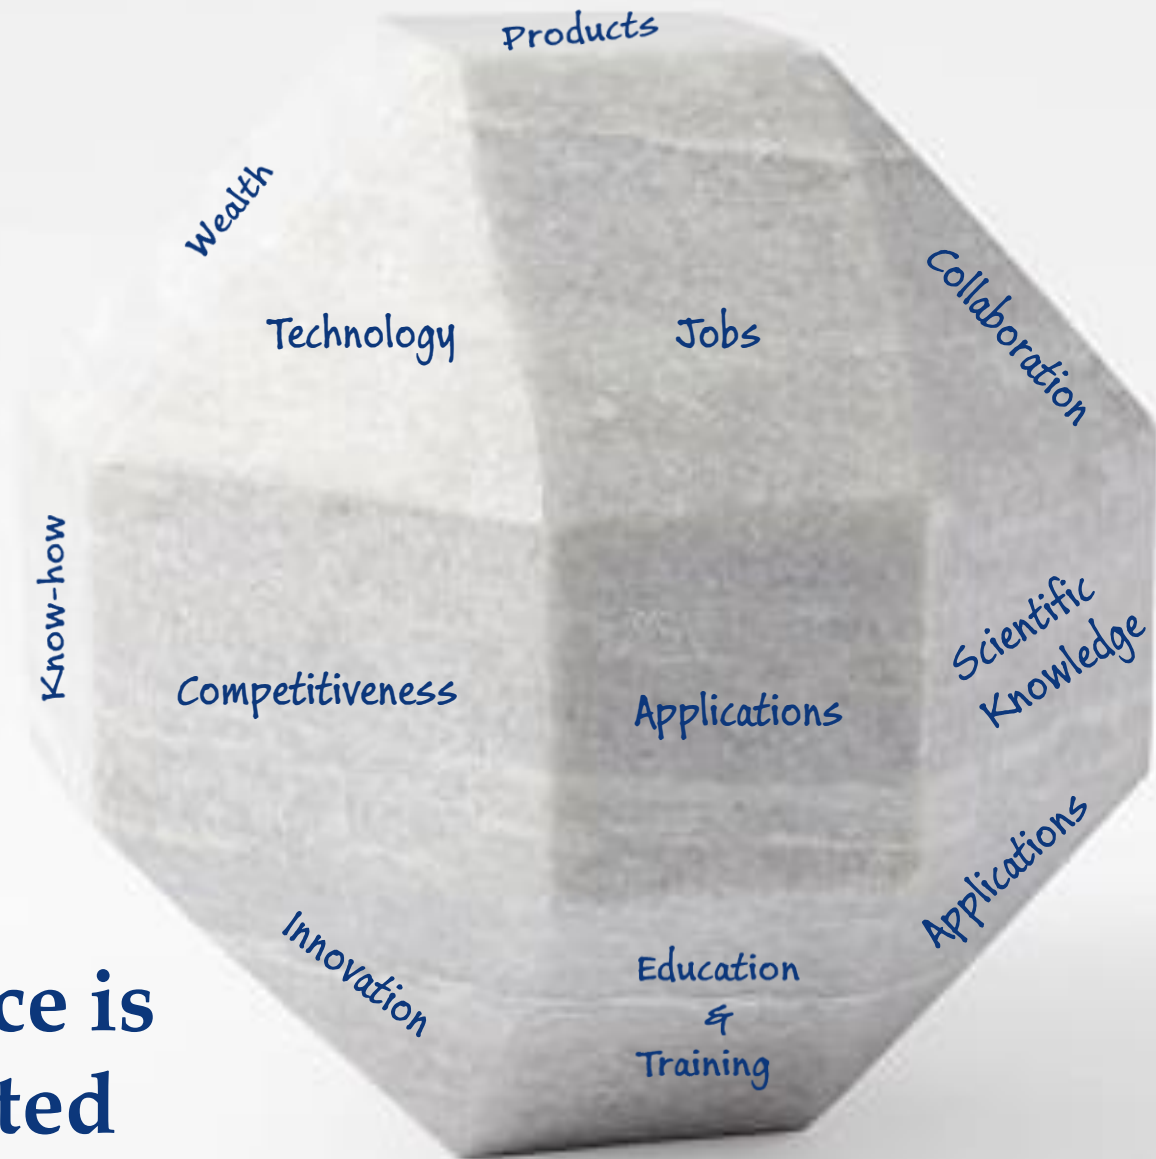 Products
Wealth
Technology
Jobs
Collaboration
Know-how
Competitiveness
Applications
Scientific
Knowledge
Applications
Innovation
Education
&
Training
ce is
ted